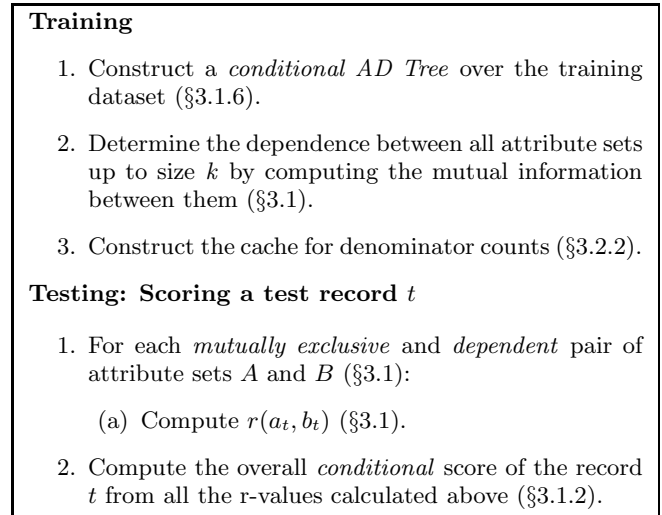 Training
1. Construct a conditional AD Tree over the training
dataset (§3.1.6).
2. Determine the dependence between all attribute sets
up to size k by computing the mutual information
between them (§3.1).
3. Construct the cache for denominator counts (§3.2.2).
Testing: Scoring a test record t
1. For each mutually exclusive and dependent pair of
attribute sets A and B (§3.1):
(a) Compute r(aₜ, bₜ) (§3.1).
2. Compute the overall conditional score of the record
t from all the r-values calculated above (§3.1.2).